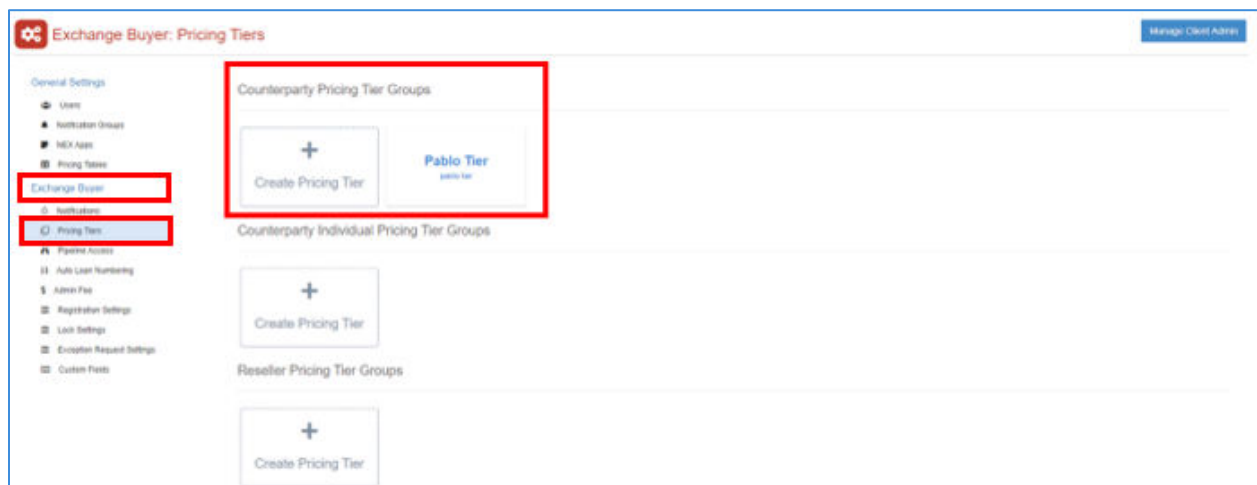 Exchange Buyer: Pricing Tiers
Manage Client Admin
General Settings
Users
Notification Groups
NEX Apps
Pricing Tables
Exchange Buyer
Notifications
Pricing Tiers
Pipeline Access
Auto Loan Numbering
$ Admin Fee
Registration Settings
Lock Settings
Exception Request Settings
Custom Fields
Counterparty Pricing Tier Groups
+
Create Pricing Tier
Pablo Tier
pablo tier
Counterparty Individual Pricing Tier Groups
+
Create Pricing Tier
Reseller Pricing Tier Groups
+
Create Pricing Tier